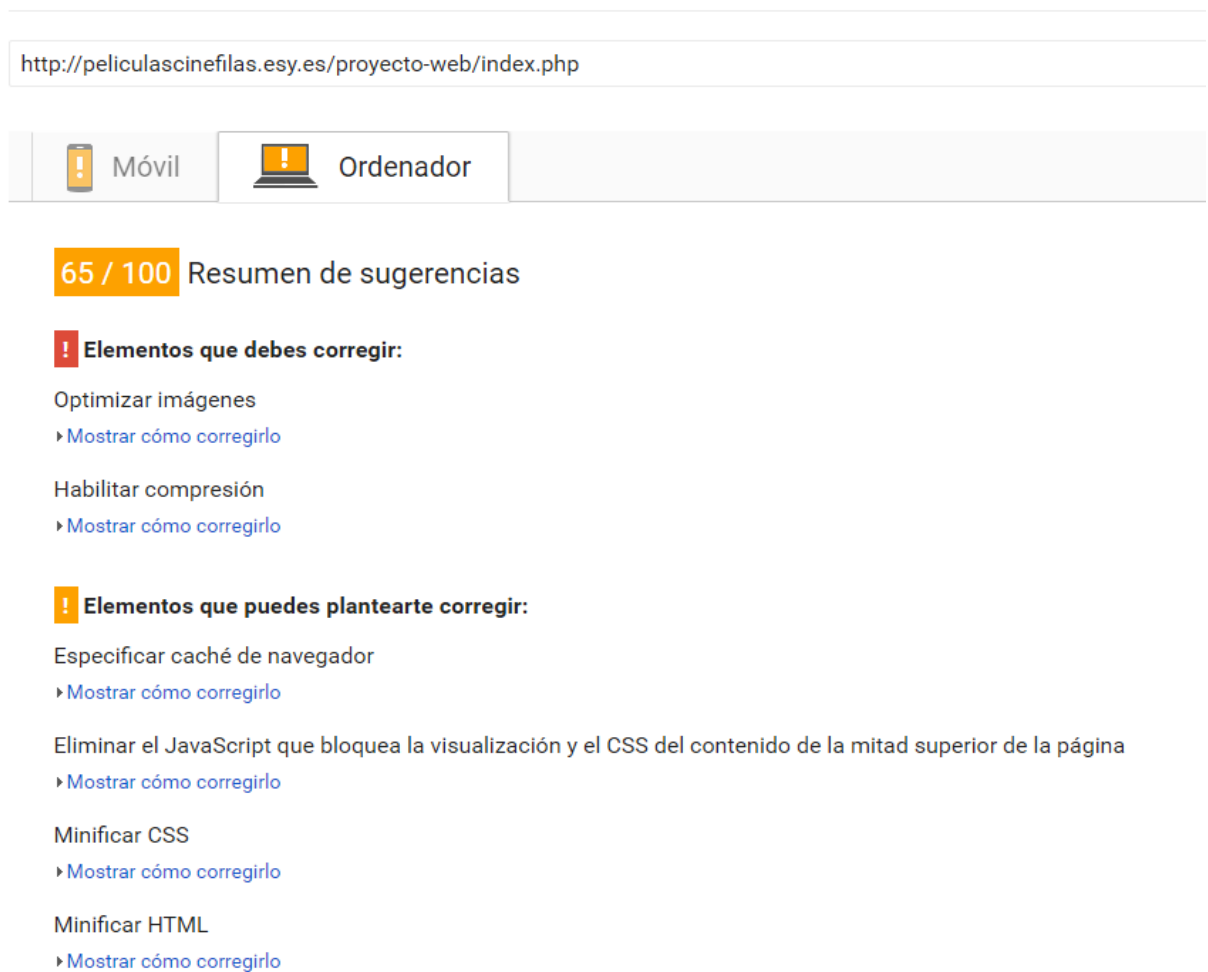 http://peliculascinefilas.esy.es/proyecto-web/index.php
Móvil
Ordenador
65 / 100 Resumen de sugerencias
! Elementos que debes corregir:
Optimizar imágenes
Mostrar cómo corregirlo
Habilitar compresión
Mostrar cómo corregirlo
! Elementos que puedes plantearte corregir:
Especificar caché de navegador
Mostrar cómo corregirlo
Eliminar el JavaScript que bloquea la visualización y el CSS del contenido de la mitad superior de la página
Mostrar cómo corregirlo
Minificar CSS
Mostrar cómo corregirlo
Minificar HTML
Mostrar cómo corregirlo